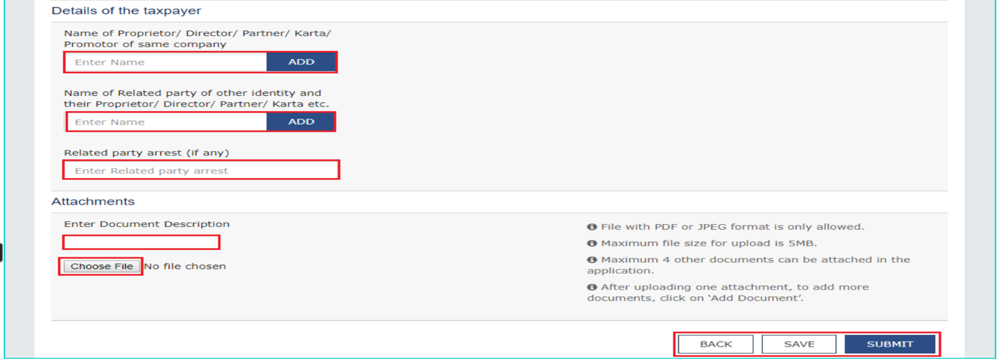 Details of the taxpayer
Name of Proprietor/ Director/ Partner/ Karta/
Promotor of same company
Enter Name
ADD
Name of Related party of other identity and
their Proprietor/ Director/ Partner/ Karta etc.
Enter Name
ADD
Related party arrest (if any)
Enter Related party arrest
Attachments
Enter Document Description
Choose File No file chosen
File with PDF or JPEG format is only allowed.
Maximum file size for upload is 5MB.
Maximum 4 other documents can be attached in the
application.
After uploading one attachment, to add more
documents, click on ‘Add Document’.
BACK
SAVE
SUBMIT